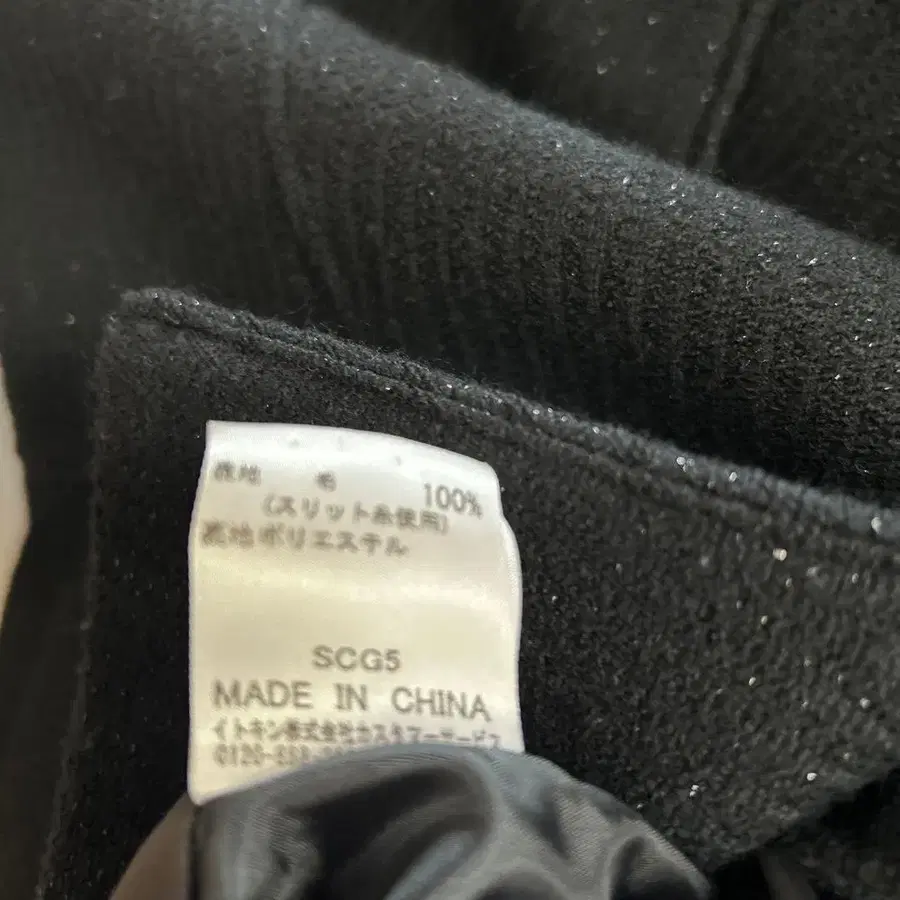 表地 毛 100%
(スリット糸使用)
裏地ポリエステル
SCG5
MADE IN CHINA
イトキン株式会社カスタマーサービス
0120-